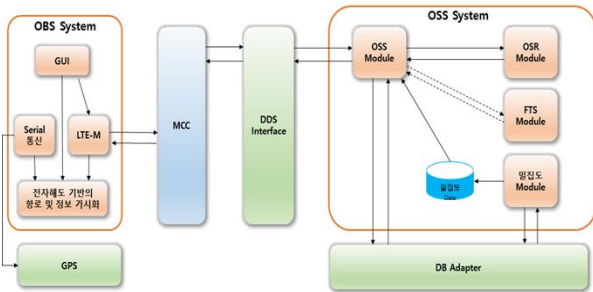 OBS System
GUI
Serial
통신
LTE-M
전자해도 기반의
항로 및 정보 가시화
GPS
MCC
DDS
Interface
OSS System
OSS
Module
OSR
Module
FTS
Module
밀집도
Module
밀집도
Data
DB Adapter